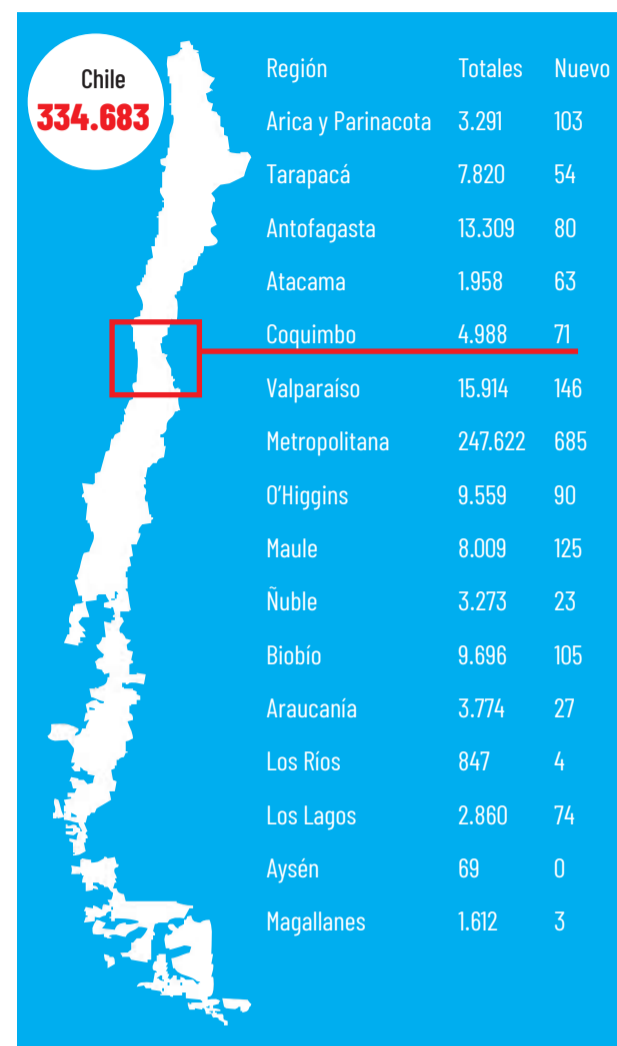 Chile
334.683
Región Totales Nuevo
Arica y Parinacota 3.291 103
Tarapacá 7.820 54
Antofagasta 13.309 80
Atacama 1.958 63
Coquimbo 4.988 71
Valparaíso 15.914 146
Metropolitana 247.622 685
O'Higgins 9.559 90
Maule 8.009 125
Ñuble 3.273 23
Biobío 9.696 105
Araucanía 3.774 27
Los Ríos 847 4
Los Lagos 2.860 74
Aysén 69 0
Magallanes 1.612 3